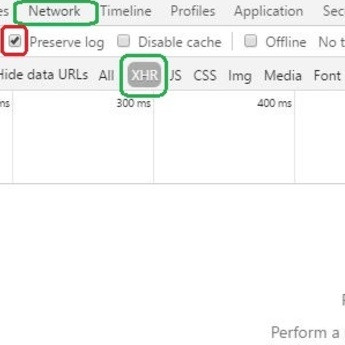 es Network Timeline Profiles Application Sec
Preserve log Disable cache Offline No t
Hide data URLs All XHR JS CSS Img Media Font
ms 300 ms 400 ms
Perform a